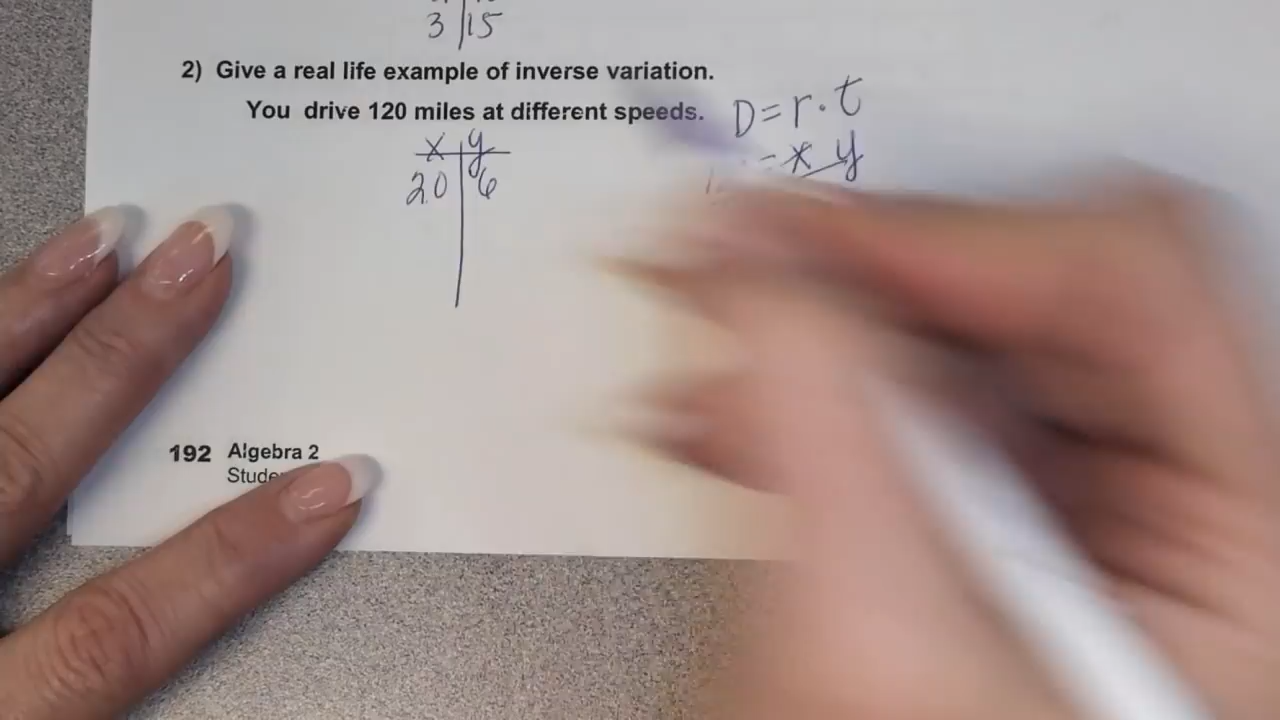 3 | 15
2) Give a real life example of inverse variation.
You drive 120 miles at different speeds.
D = r · t
x | y
= x y
20 | 6
192 Algebra 2